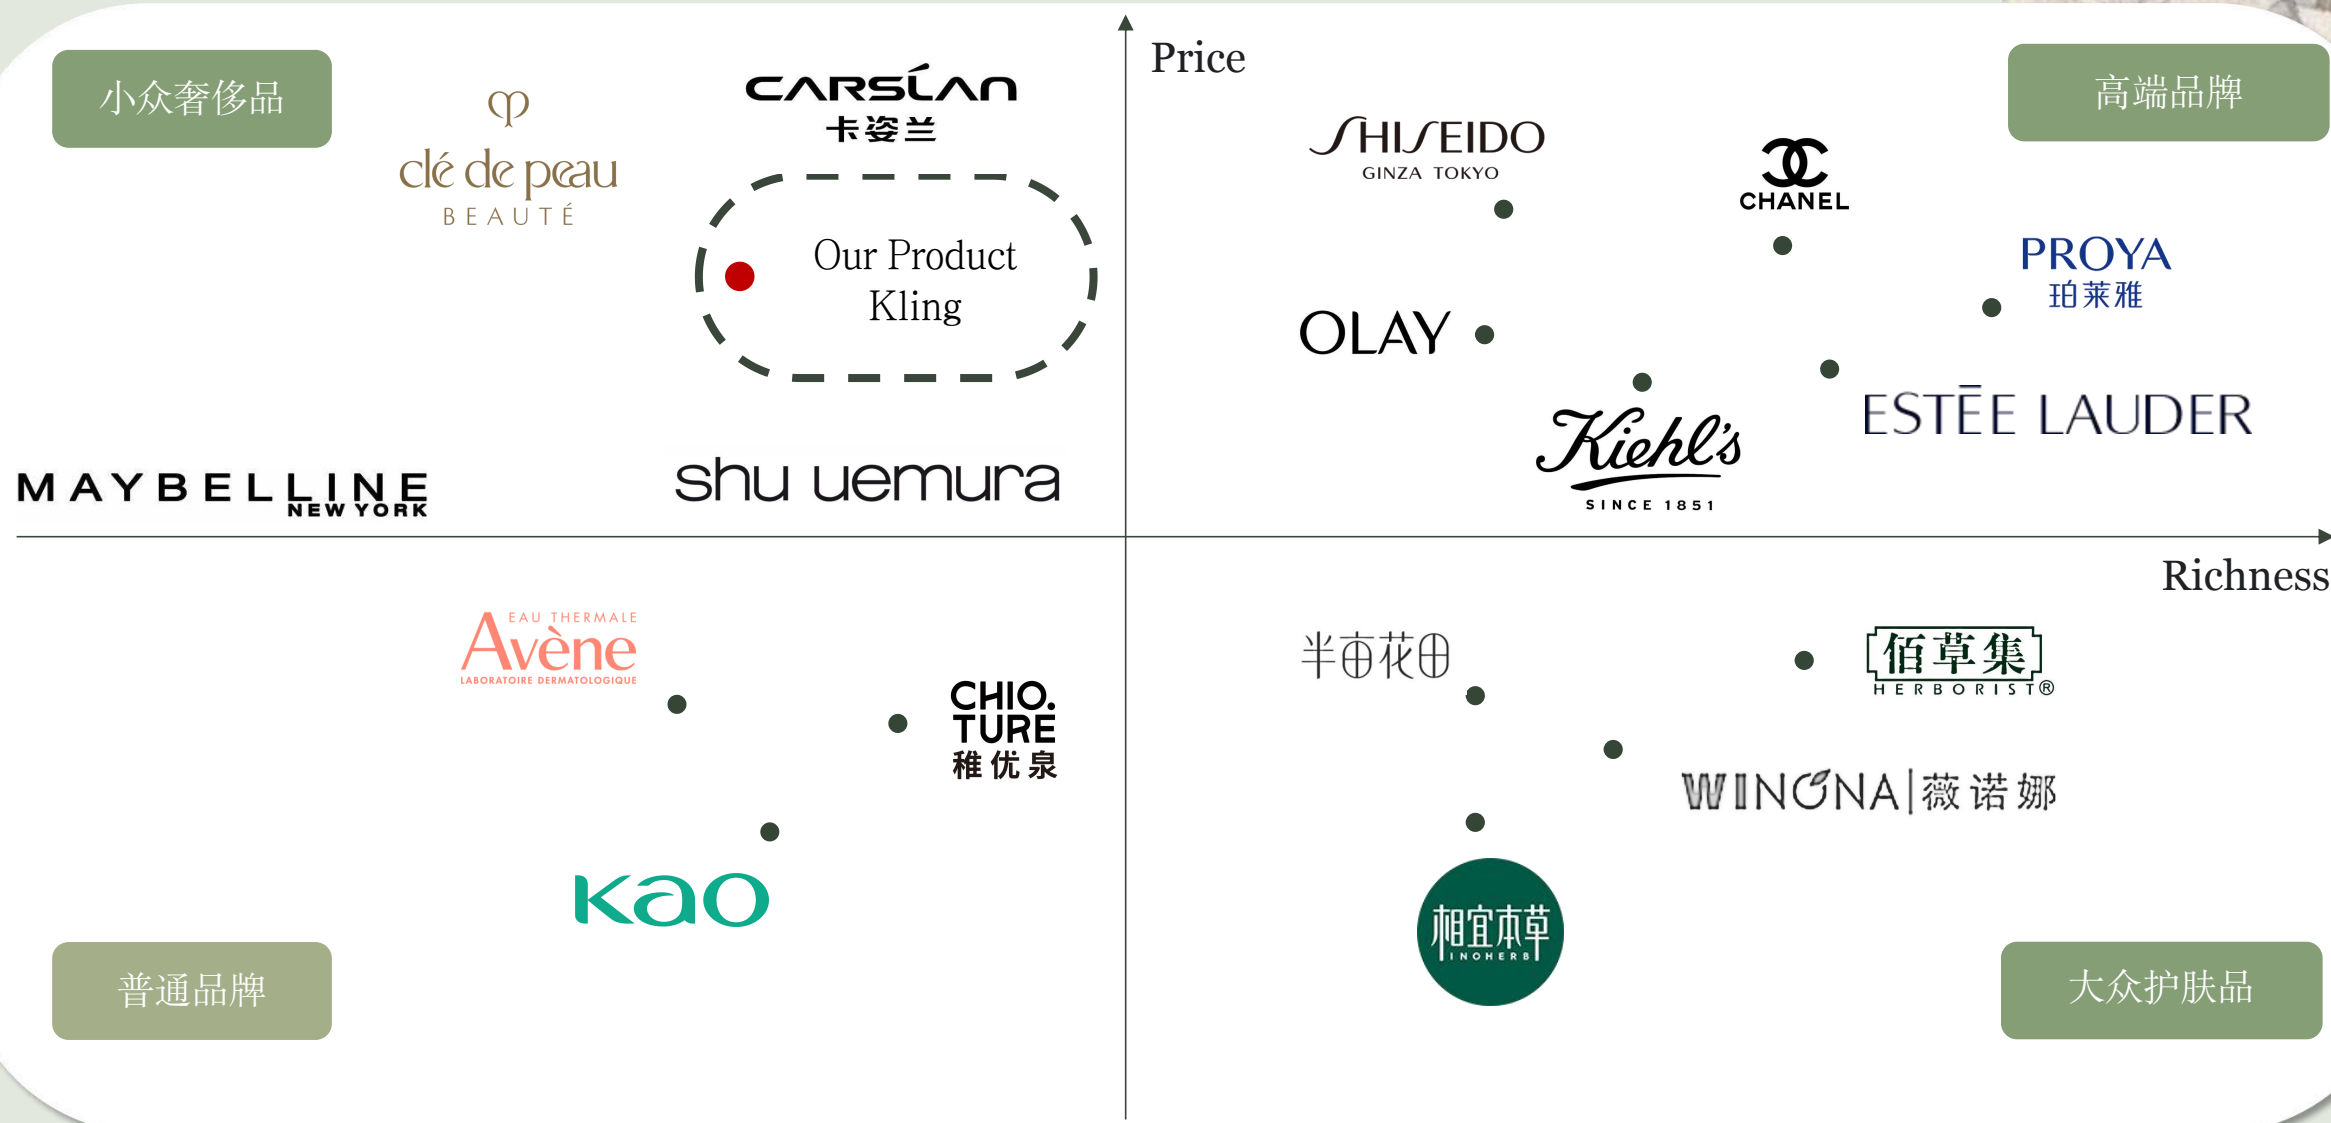 小众奢侈品
clé de peau
BEAUTÉ
CARSLAN
卡姿兰
Our Product
Kling
MAYBELLINE
NEW YORK
shu uemura
Price
高端品牌
SHISEIDO
GINZA TOKYO
CHANEL
PROYA
珀莱雅
OLAY
Kiehl's
SINCE 1851
ESTĒE LAUDER
Richness
EAU THERMALE
Avène
LABORATOIRE DERMATOLOGIQUE
CHIO.
TURE
稚优泉
kao
普通品牌
半亩花田
佰草集
HERBORIST®
WINONA|薇诺娜
相宜本草
INOHERB
大众护肤品